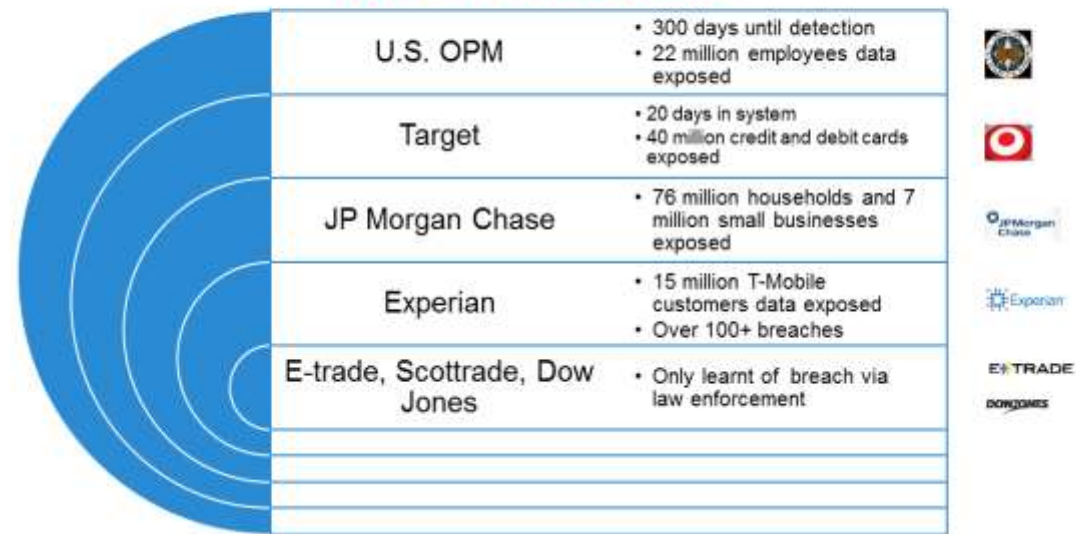 U.S. OPM
• 300 days until detection
• 22 million employees data
exposed
Target
• 20 days in system
• 40 million credit and debit cards
exposed
JP Morgan Chase
• 76 million households and 7
million small businesses
exposed
JPMorgan
Chase
Experian
• 15 million T-Mobile
customers data exposed
• Over 100+ breaches
Experian
E-trade, Scottrade, Dow
Jones
• Only learnt of breach via
law enforcement
E*TRADE
DOWJONES